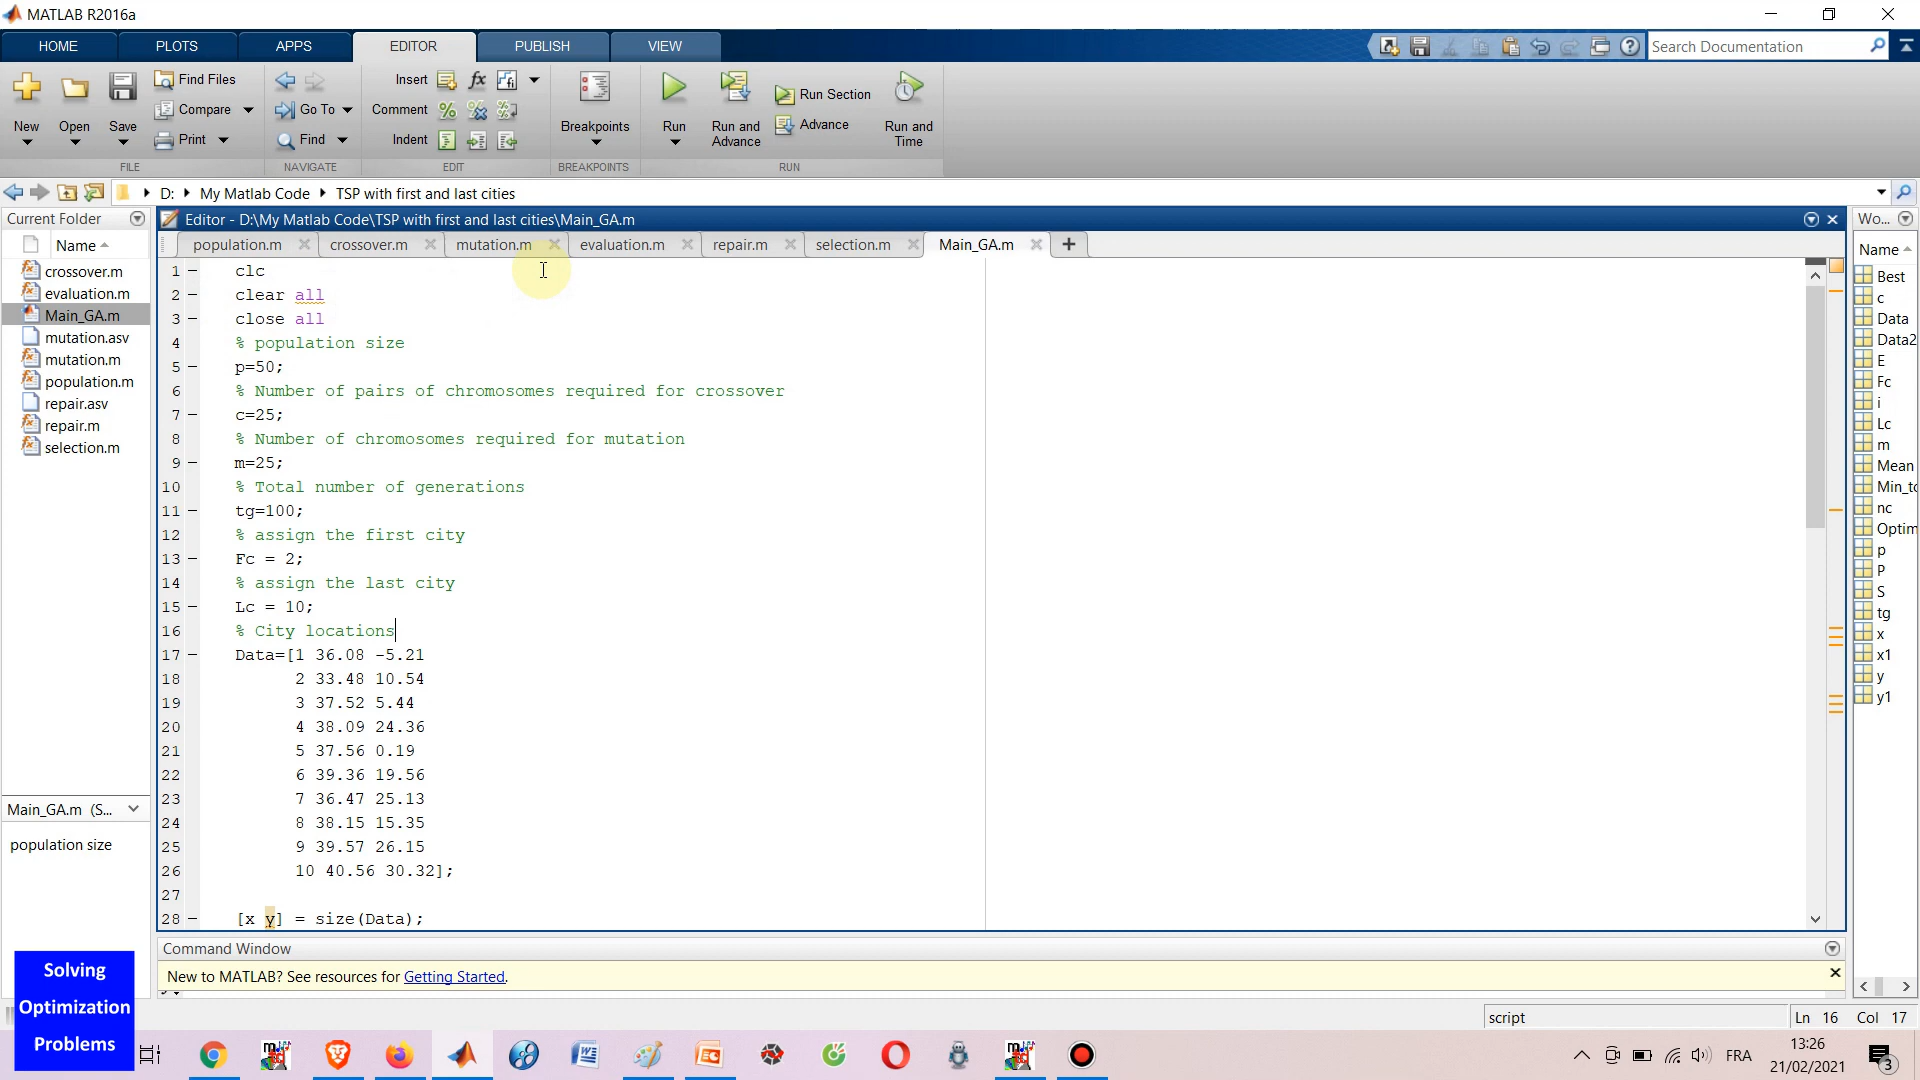 MATLAB R2016a
HOME
PLOTS
APPS
EDITOR
PUBLISH
VIEW
Search Documentation
New
Open
Save
Find Files
Compare
Print
FILE
Go To
Find
NAVIGATE
Insert
Comment
Indent
EDIT
Breakpoints
BREAKPOINTS
Run
Run and Advance
Run Section
Advance
Run and Time
RUN
D: My Matlab Code TSP with first and last cities
Current Folder
Editor - D:\My Matlab Code\TSP with first and last cities\Main_GA.m
Wo...
Name
crossover.m
evaluation.m
Main_GA.m
mutation.asv
mutation.m
population.m
repair.asv
repair.m
selection.m
Main_GA.m (S...
population size
population.m
crossover.m
mutation.m
evaluation.m
repair.m
selection.m
Main_GA.m
1 clc
2 clear all
3 close all
4 % population size
5 p=50;
6 % Number of pairs of chromosomes required for crossover
7 c=25;
8 % Number of chromosomes required for mutation
9 m=25;
10 % Total number of generations
11 tg=100;
12 % assign the first city
13 Fc = 2;
14 % assign the last city
15 Lc = 10;
16 % City locations
17 Data=[1 36.08 -5.21
18 2 33.48 10.54
19 3 37.52 5.44
20 4 38.09 24.36
21 5 37.56 0.19
22 6 39.36 19.56
23 7 36.47 25.13
24 8 38.15 15.35
25 9 39.57 26.15
26 10 40.56 30.32];
27
28 [x y] = size(Data);
Name
Best
c
Data
Data2
E
Fc
i
Lc
m
Mean
Min_to
nc
Optim
p
P
S
tg
x
x1
y
y1
Command Window
New to MATLAB? See resources for Getting Started.
script
Ln 16 Col 17
Solving
Optimization
Problems
FRA
13:26
21/02/2021
3